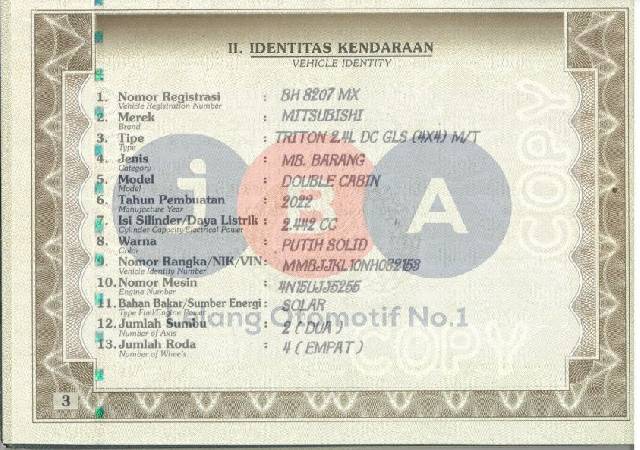 II. IDENTITAS KENDARAAN
VEHICLE IDENTITY
1. Nomor Registrasi : BH 8207 MX
Vehicle Registration Number
2. Merek : MITSUBISHI
Brand
3. Tipe : TRITON 2.4L DC GLS (4X4) M/T
Type
4. Jenis : MB. BARANG
Category
5. Model : DOUBLE CABIN
Model
6. Tahun Pembuatan : 2022
Manufacture Year
7. Isi Silinder/Daya Listrik : 2.442 CC
Cylinder Capacity/Electrical Power
8. Warna : PUTIH SOLID
Color
9. Nomor Rangka/NIK/VIN : MMBJJKL10NH082153
Vehicle Identity Number
10. Nomor Mesin : 4N15UJJ5255
Engine Number
11. Bahan Bakar/Sumber Energi : SOLAR
12. Jumlah Sumbu : 2 ( DUA )
Number of Axis
13. Jumlah Roda : 4 ( EMPAT )
Number of Wheels
iBA
Lelang Otomotif No.1
COPY
COPY
3